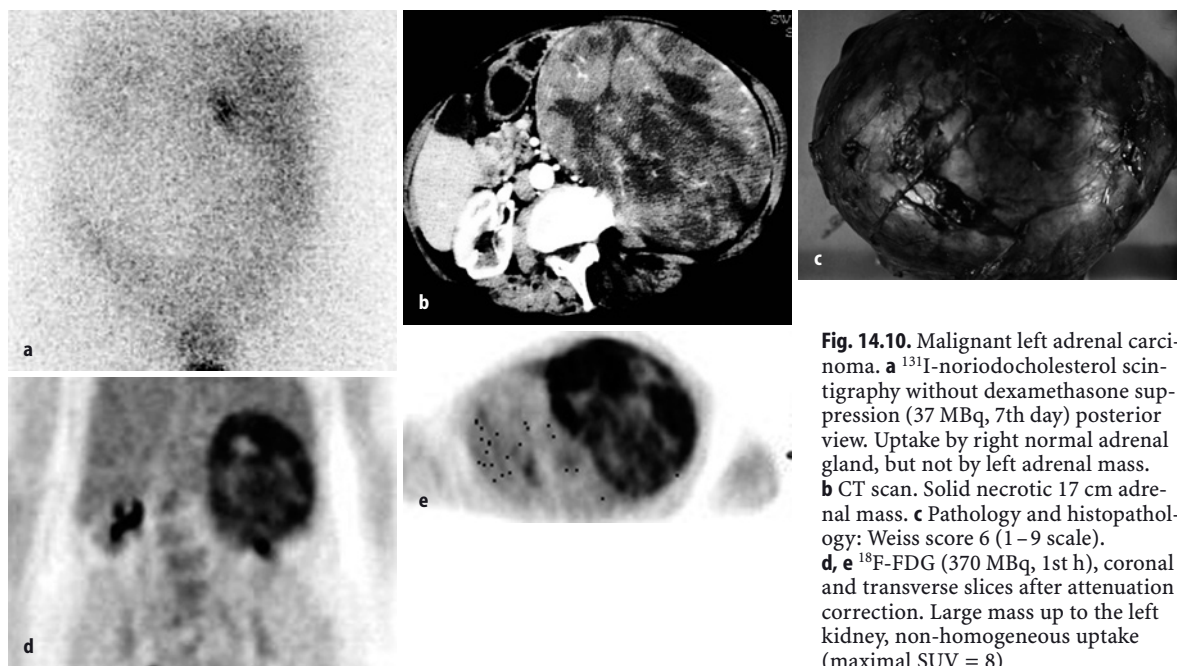 SW
S
a
b
c
d
e
Fig. 14.10. Malignant left adrenal carci-
noma. a ¹³¹I-noriodocholesterol scin-
tigraphy without dexamethasone sup-
pression (37 MBq, 7th day) posterior
view. Uptake by right normal adrenal
gland, but not by left adrenal mass.
b CT scan. Solid necrotic 17 cm adre-
nal mass. c Pathology and histopathol-
ogy: Weiss score 6 (1–9 scale).
d, e ¹⁸F-FDG (370 MBq, 1st h), coronal
and transverse slices after attenuation
correction. Large mass up to the left
kidney, non-homogeneous uptake
(maximal SUV = 8)